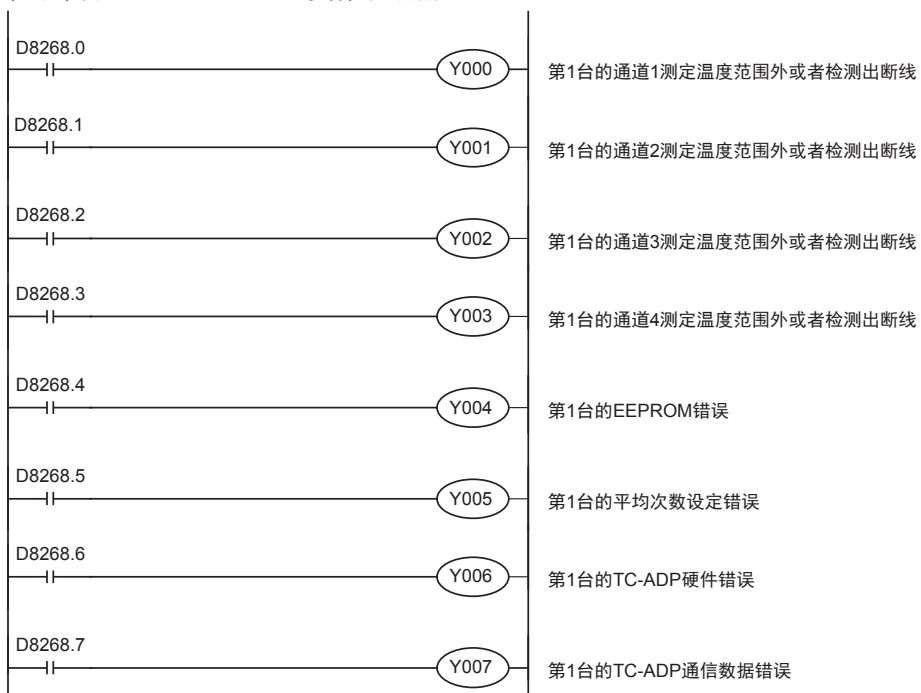 D8268.0
Y000 第1台的通道1测定温度范围外或者检测出断线
D8268.1
Y001 第1台的通道2测定温度范围外或者检测出断线
D8268.2
Y002 第1台的通道3测定温度范围外或者检测出断线
D8268.3
Y003 第1台的通道4测定温度范围外或者检测出断线
D8268.4
Y004 第1台的EEPROM错误
D8268.5
Y005 第1台的平均次数设定错误
D8268.6
Y006 第1台的TC-ADP硬件错误
D8268.7
Y007 第1台的TC-ADP通信数据错误